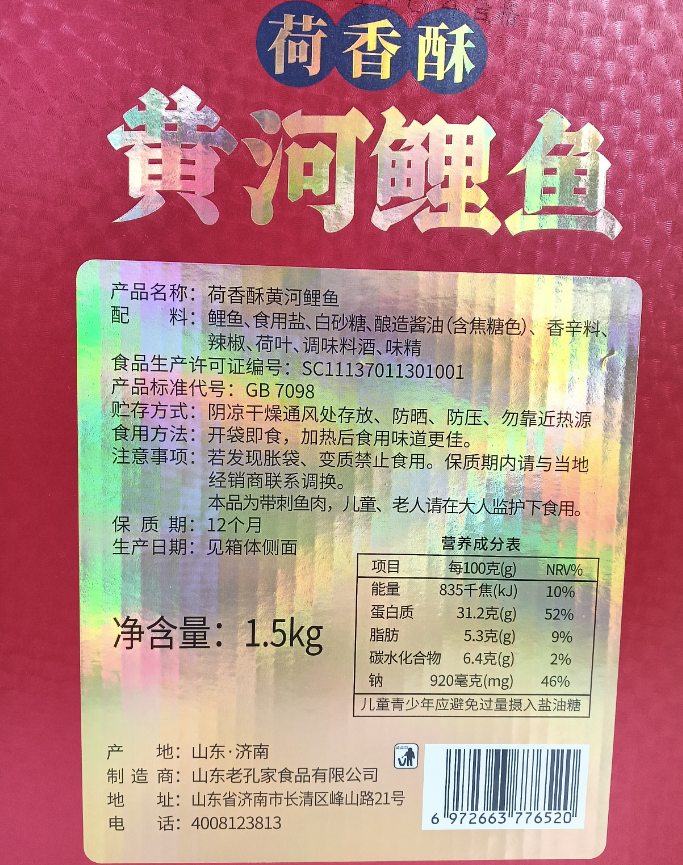 荷香酥
黄河鲤鱼
产品名称：荷香酥黄河鲤鱼
配　　料：鲤鱼、食用盐、白砂糖、酿造酱油（含焦糖色）、香辛料、
辣椒、荷叶、调味料酒、味精
食品生产许可证编号：SC11137011301001
产品标准代号：GB 7098
贮存方式：阴凉干燥通风处存放、防晒、防压、勿靠近热源
食用方法：开袋即食，加热后食用味道更佳。
注意事项：若发现胀袋、变质禁止食用。保质期内请与当地
经销商联系调换。
本品为带刺鱼肉，儿童、老人请在大人监护下食用。
保 质 期：12个月
生产日期：见箱体侧面
营养成分表
项目 每100克(g) NRV%
能量 835千焦(kJ) 10%
蛋白质 31.2克(g) 52%
脂肪 5.3克(g) 9%
碳水化合物 6.4克(g) 2%
钠 920毫克(mg) 46%
儿童青少年应避免过量摄入盐油糖
净含量：1.5kg
产　　地：山东·济南
制 造 商：山东老孔家食品有限公司
地　　址：山东省济南市长清区峰山路21号
电　　话：4008123813
6 972663 776520